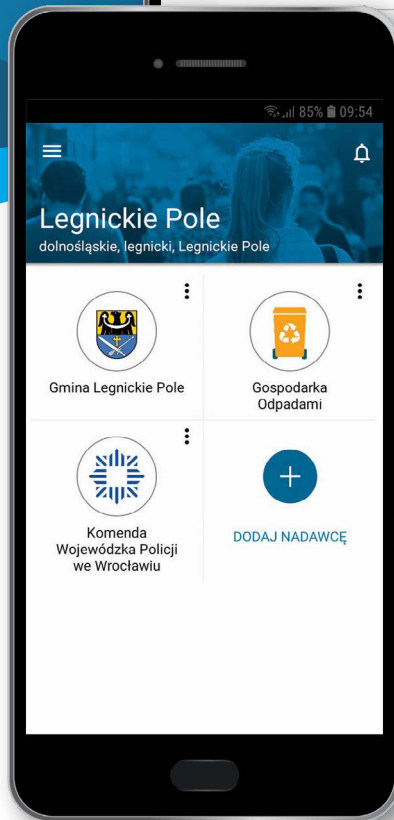 85% 09:54
Legnickie Pole
dolnośląskie, legnicki, Legnickie Pole
Gmina Legnickie Pole
Gospodarka
Odpadami
Komenda
Wojewódzka Policji
we Wrocławiu
DODAJ NADAWCĘ